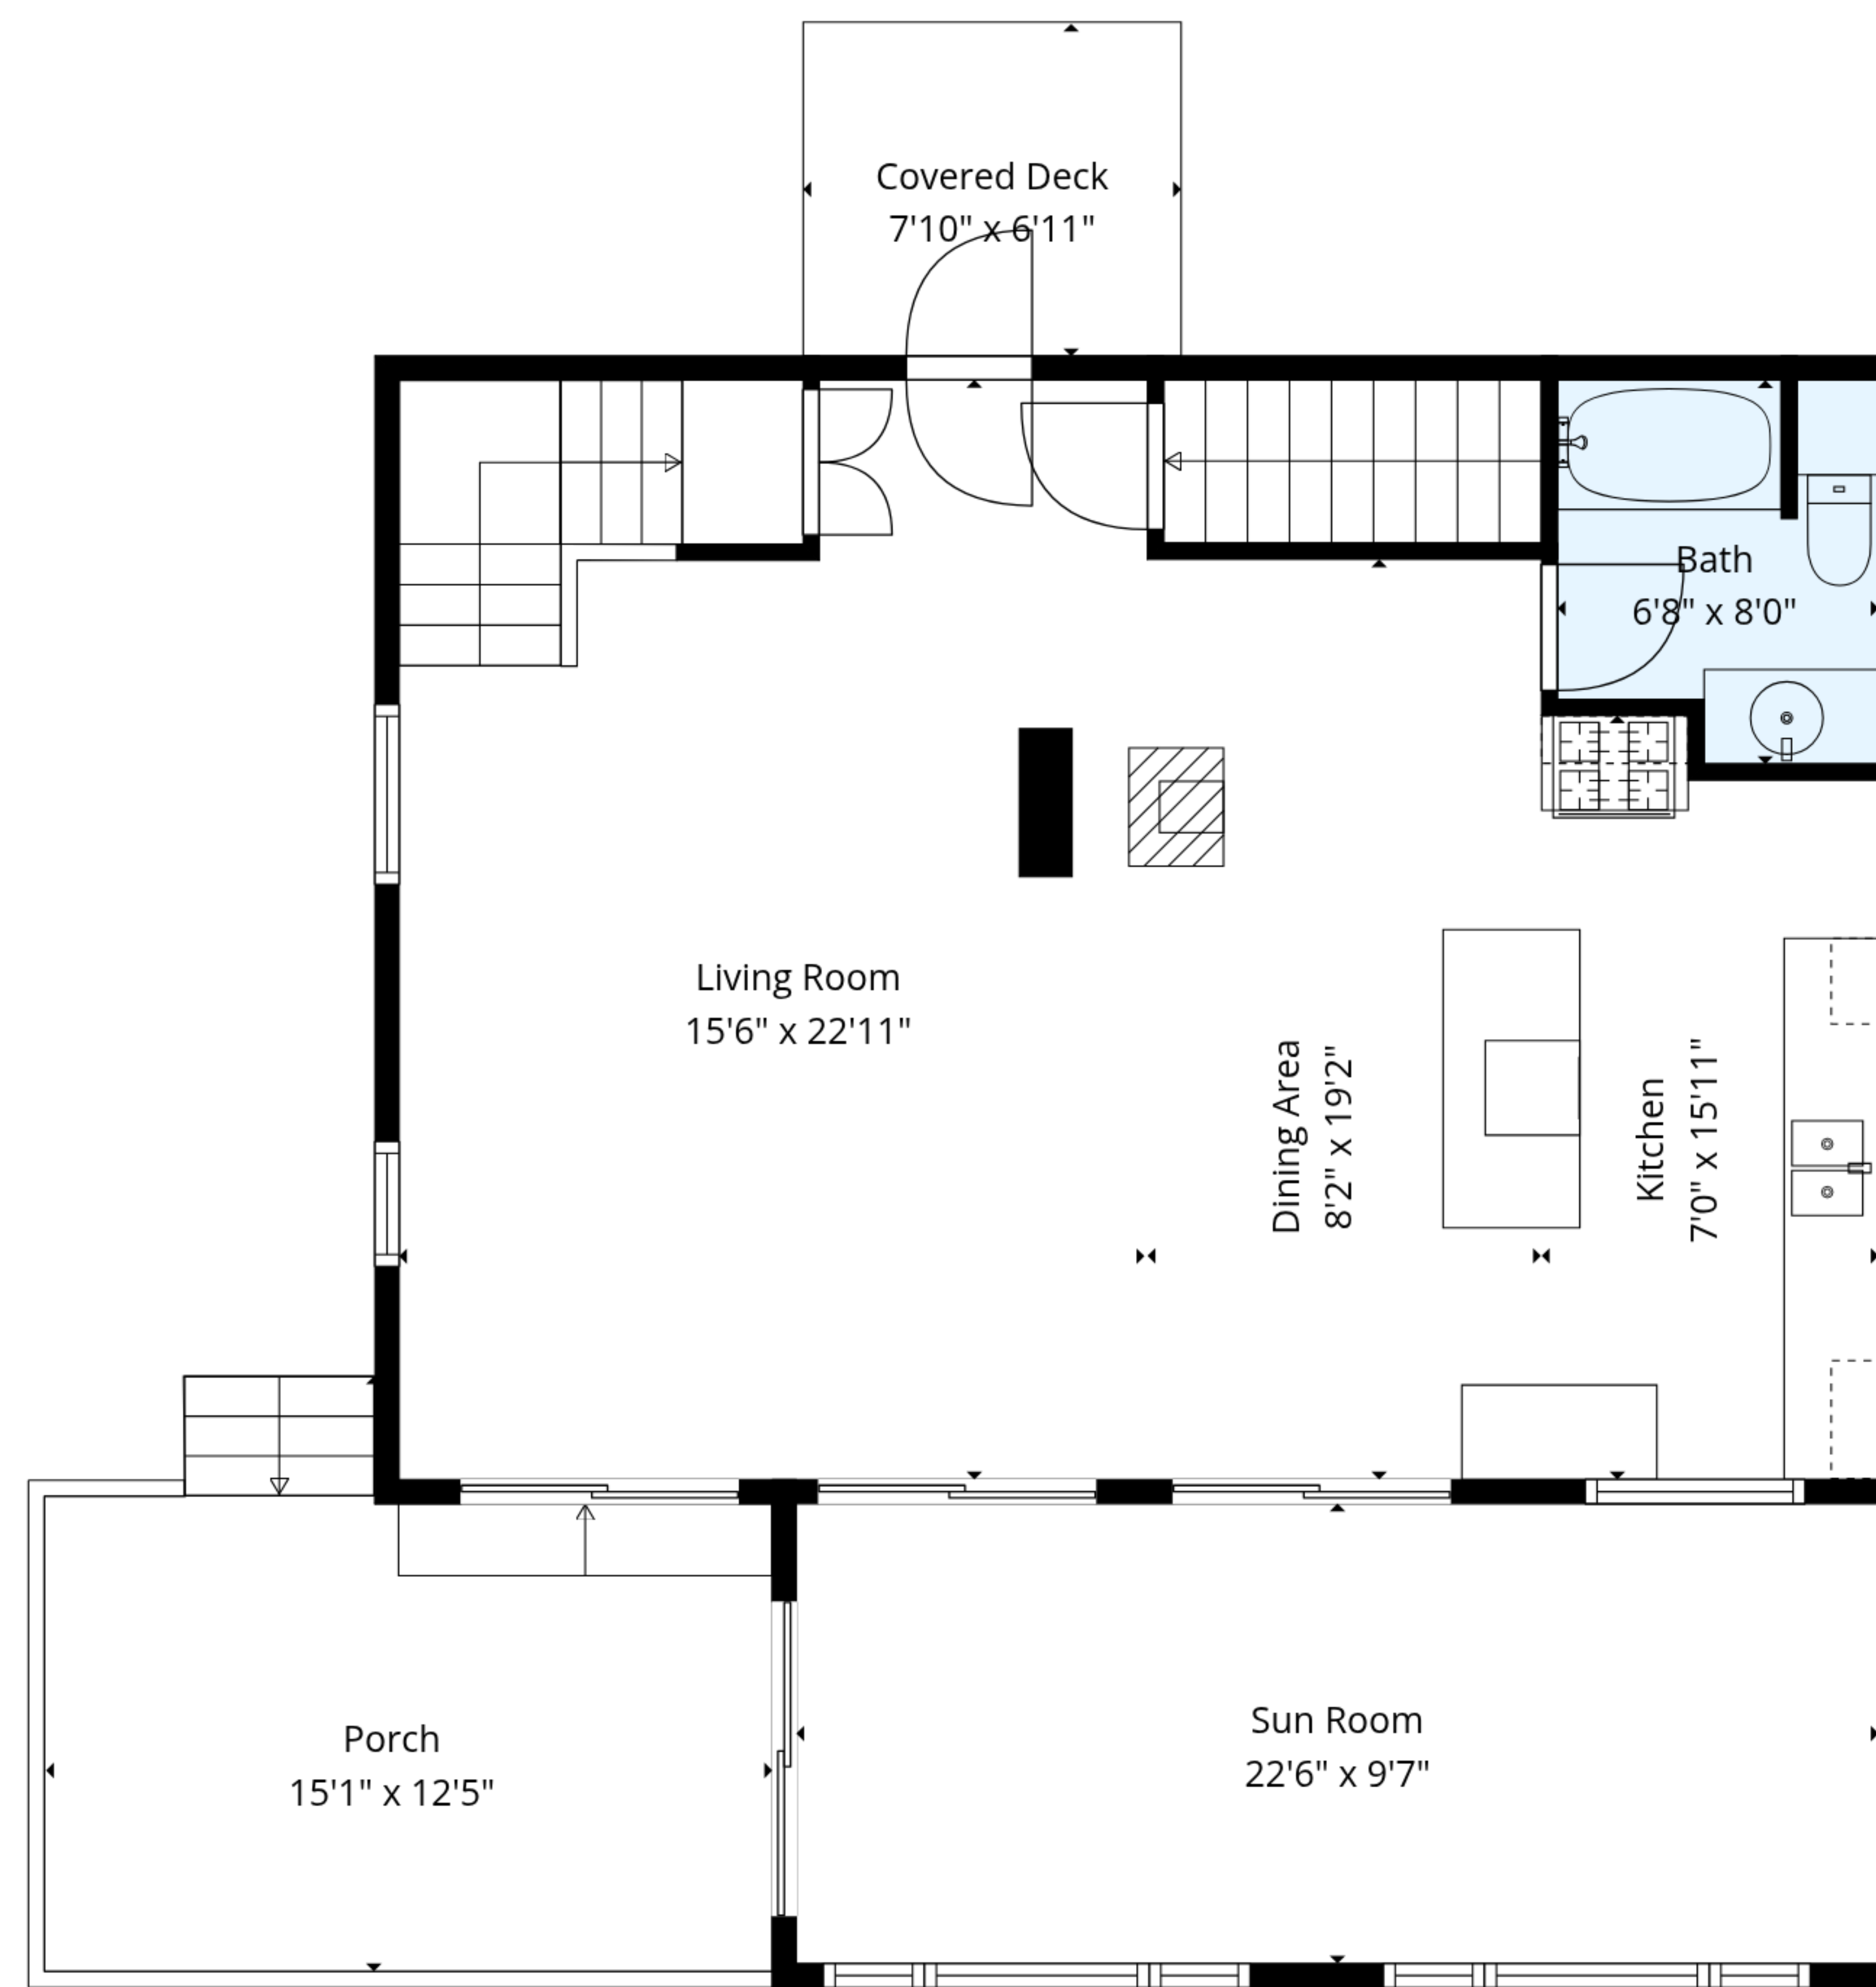 Covered Deck
7'10" x 6'11"
Bath
6'8" x 8'0"
Living Room
15'6" x 22'11"
Dining Area
8'2" x 19'2"
Kitchen
7'0" x 15'11"
Porch
15'1" x 12'5"
Sun Room
22'6" x 9'7"